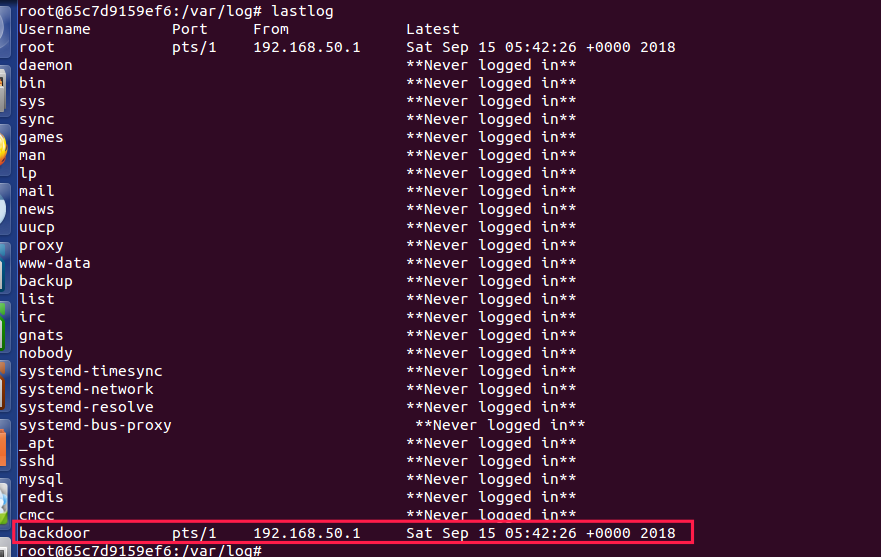 root@65c7d9159ef6:/var/log# lastlog
Username         Port     From             Latest
root             pts/1    192.168.50.1     Sat Sep 15 05:42:26 +0000 2018
daemon                                     **Never logged in**
bin                                        **Never logged in**
sys                                        **Never logged in**
sync                                       **Never logged in**
games                                      **Never logged in**
man                                        **Never logged in**
lp                                         **Never logged in**
mail                                       **Never logged in**
news                                       **Never logged in**
uucp                                       **Never logged in**
proxy                                      **Never logged in**
www-data                                   **Never logged in**
backup                                     **Never logged in**
list                                       **Never logged in**
irc                                        **Never logged in**
gnats                                      **Never logged in**
nobody                                     **Never logged in**
systemd-timesync                           **Never logged in**
systemd-network                            **Never logged in**
systemd-resolve                            **Never logged in**
systemd-bus-proxy                           **Never logged in**
_apt                                       **Never logged in**
sshd                                       **Never logged in**
mysql                                      **Never logged in**
redis                                      **Never logged in**
cmcc                                       **Never logged in**
backdoor         pts/1    192.168.50.1     Sat Sep 15 05:42:26 +0000 2018
root@65c7d9159ef6:/var/log#